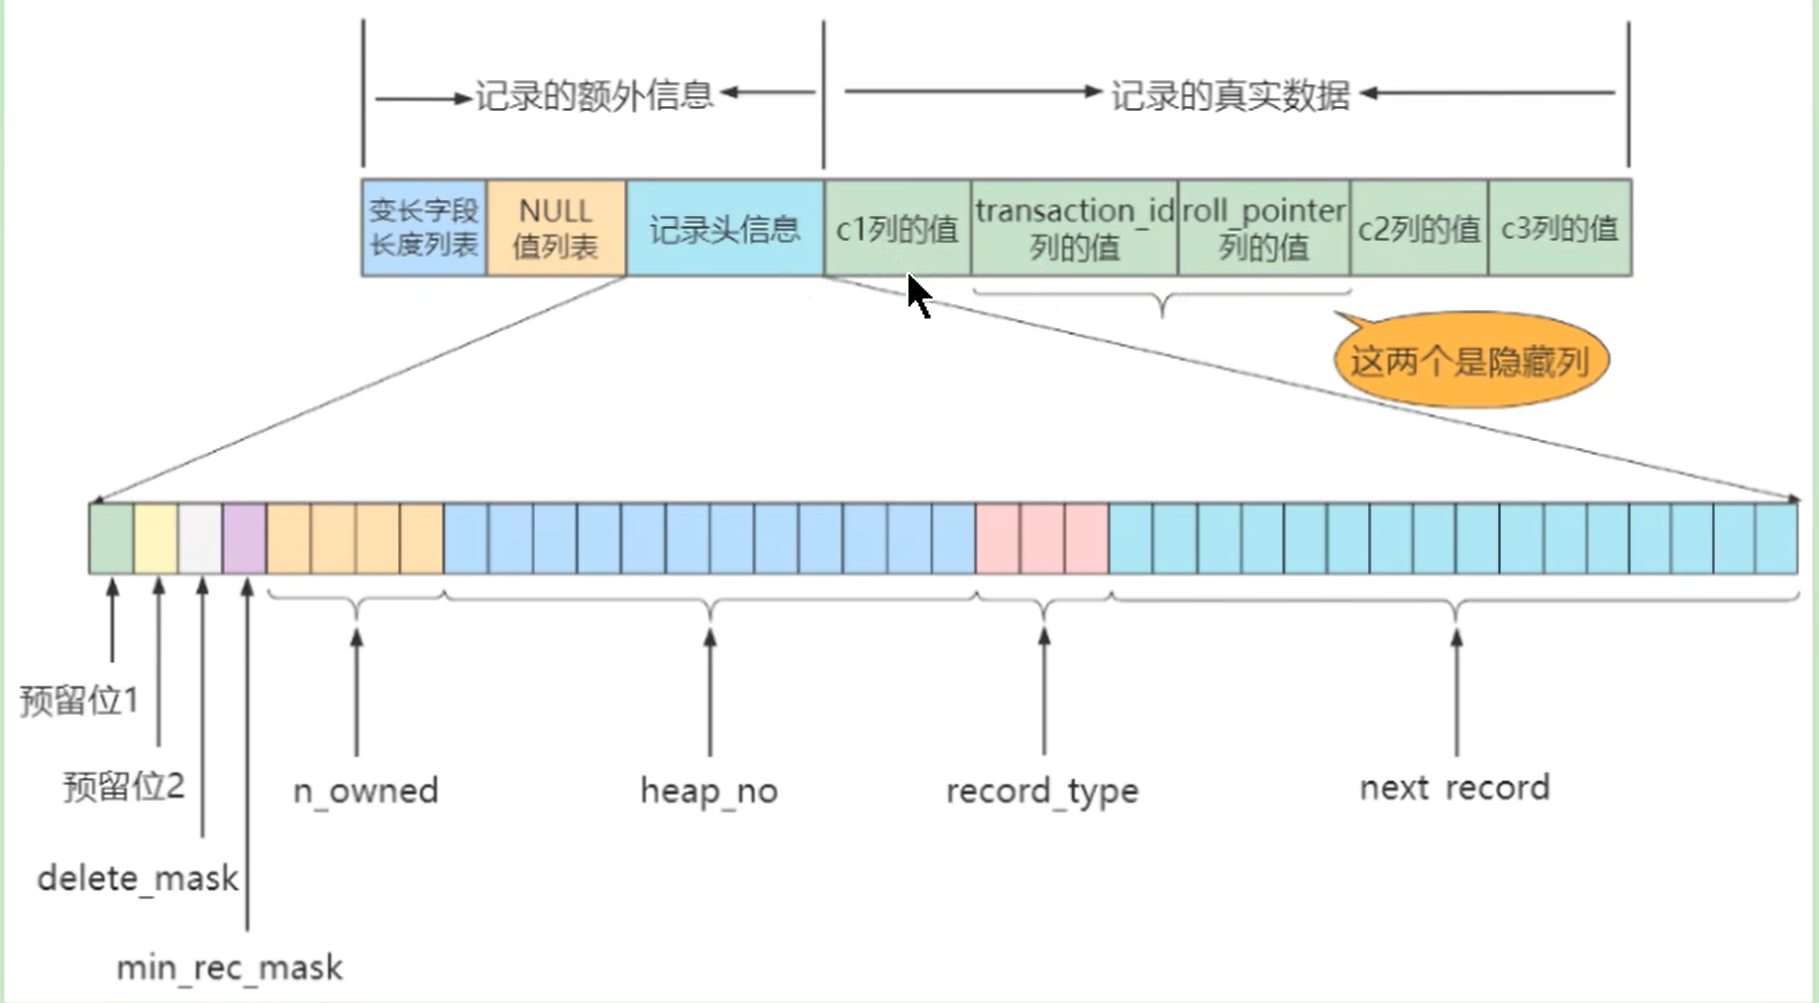 记录的额外信息
记录的真实数据
变长字段
长度列表
NULL
值列表
记录头信息
c1列的值
transaction_id
列的值
roll_pointer
列的值
c2列的值
c3列的值
这两个是隐藏列
预留位1
预留位2
delete_mask
min_rec_mask
n_owned
heap_no
record_type
next record